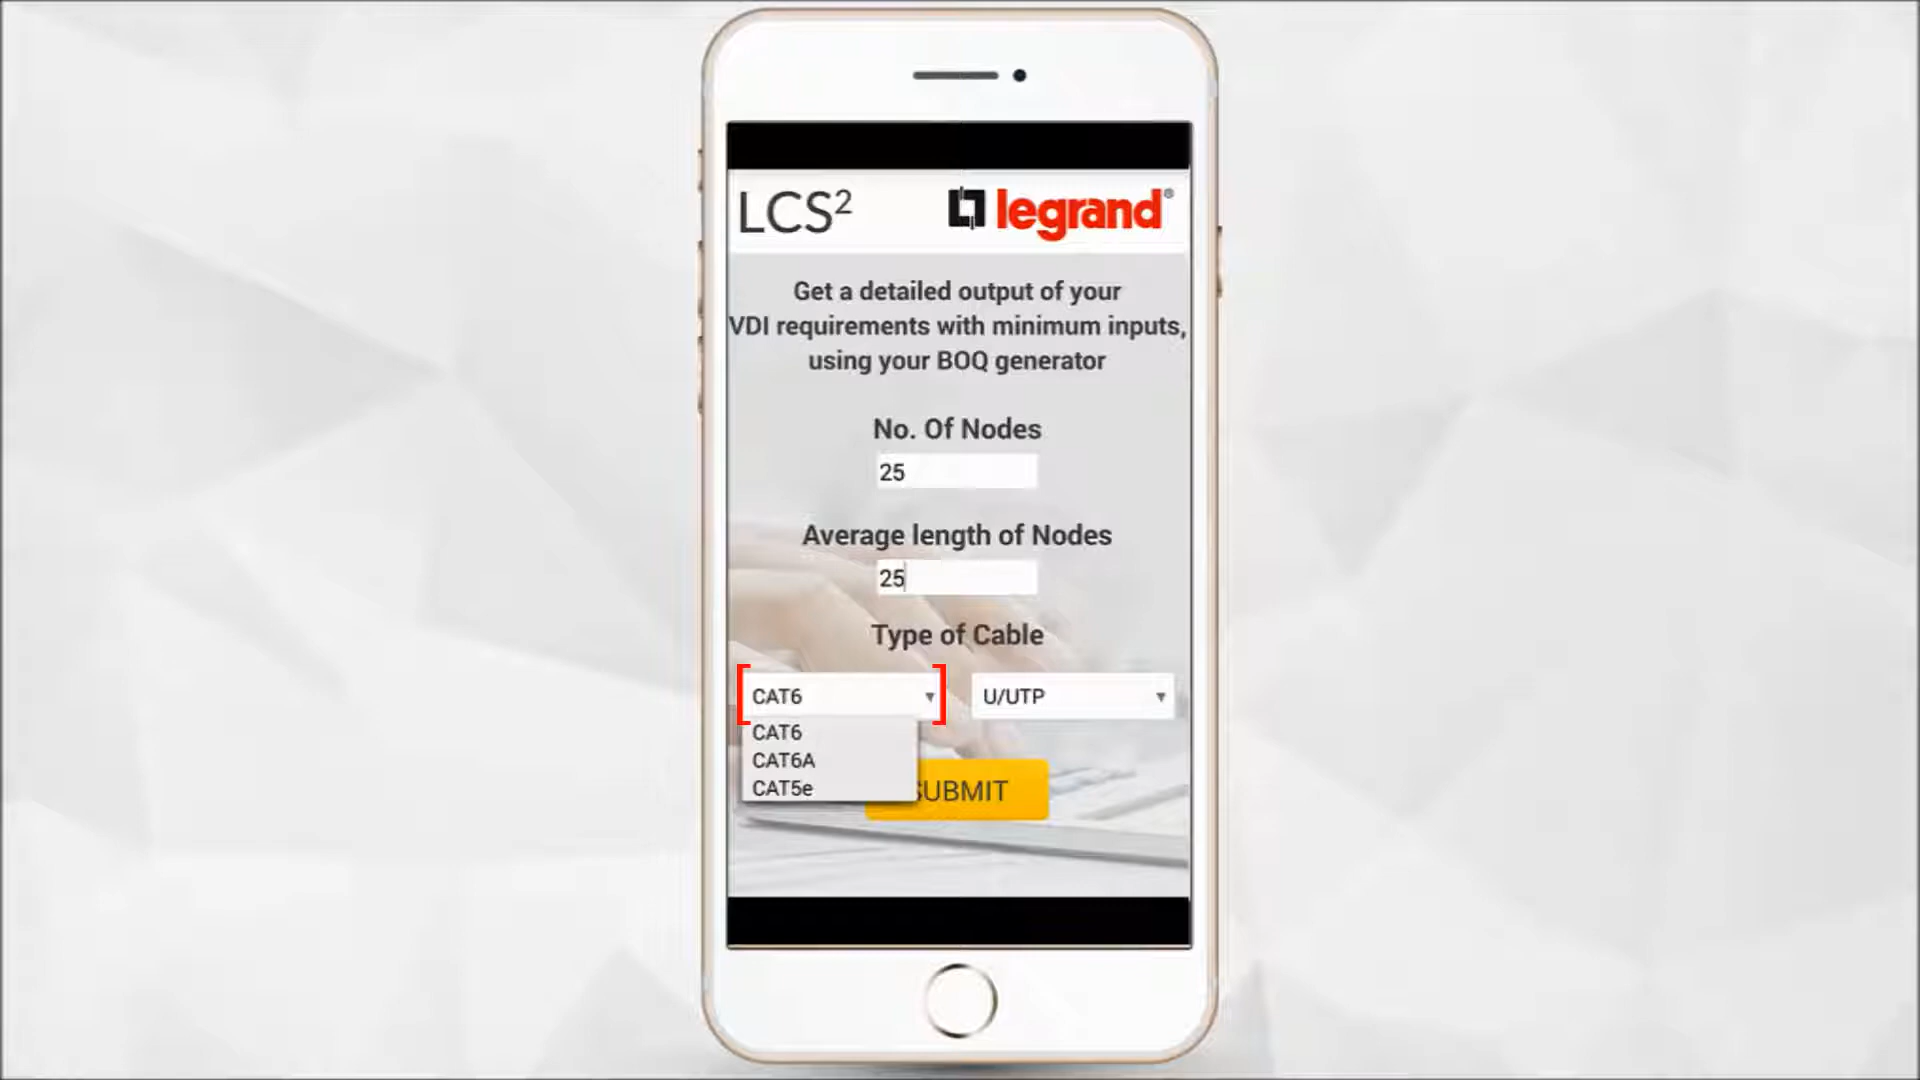 LCS²
legrand®
Get a detailed output of your
VDI requirements with minimum inputs,
using your BOQ generator
No. Of Nodes
25
Average length of Nodes
25
Type of Cable
CAT6
U/UTP
CAT6
CAT6A
CAT5e
SUBMIT